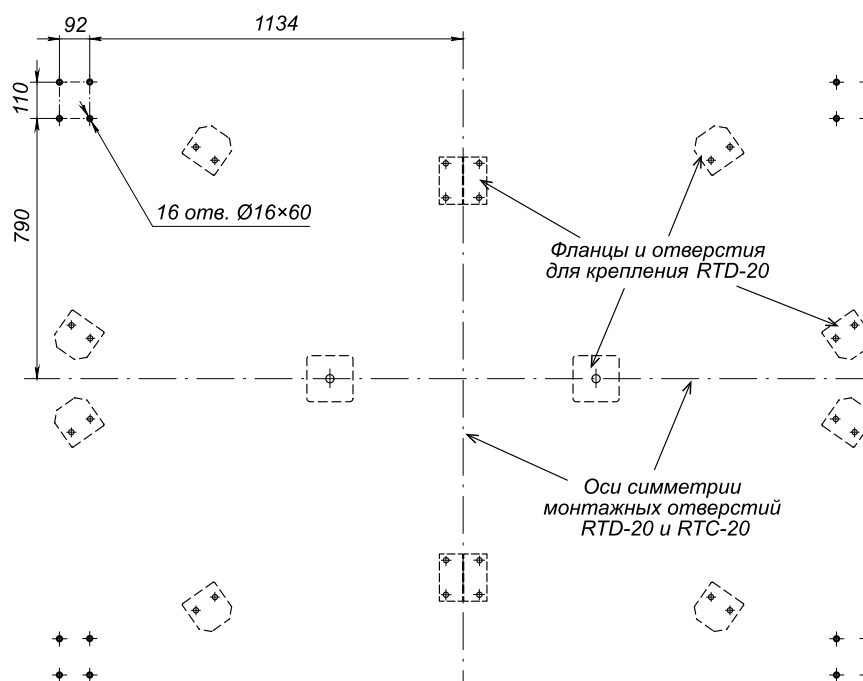 92
1134
110
790
16 отв. Ø16×60
Фланцы и отверстия
для крепления RTD-20
Оси симметрии
монтажных отверстий
RTD-20 и RTC-20